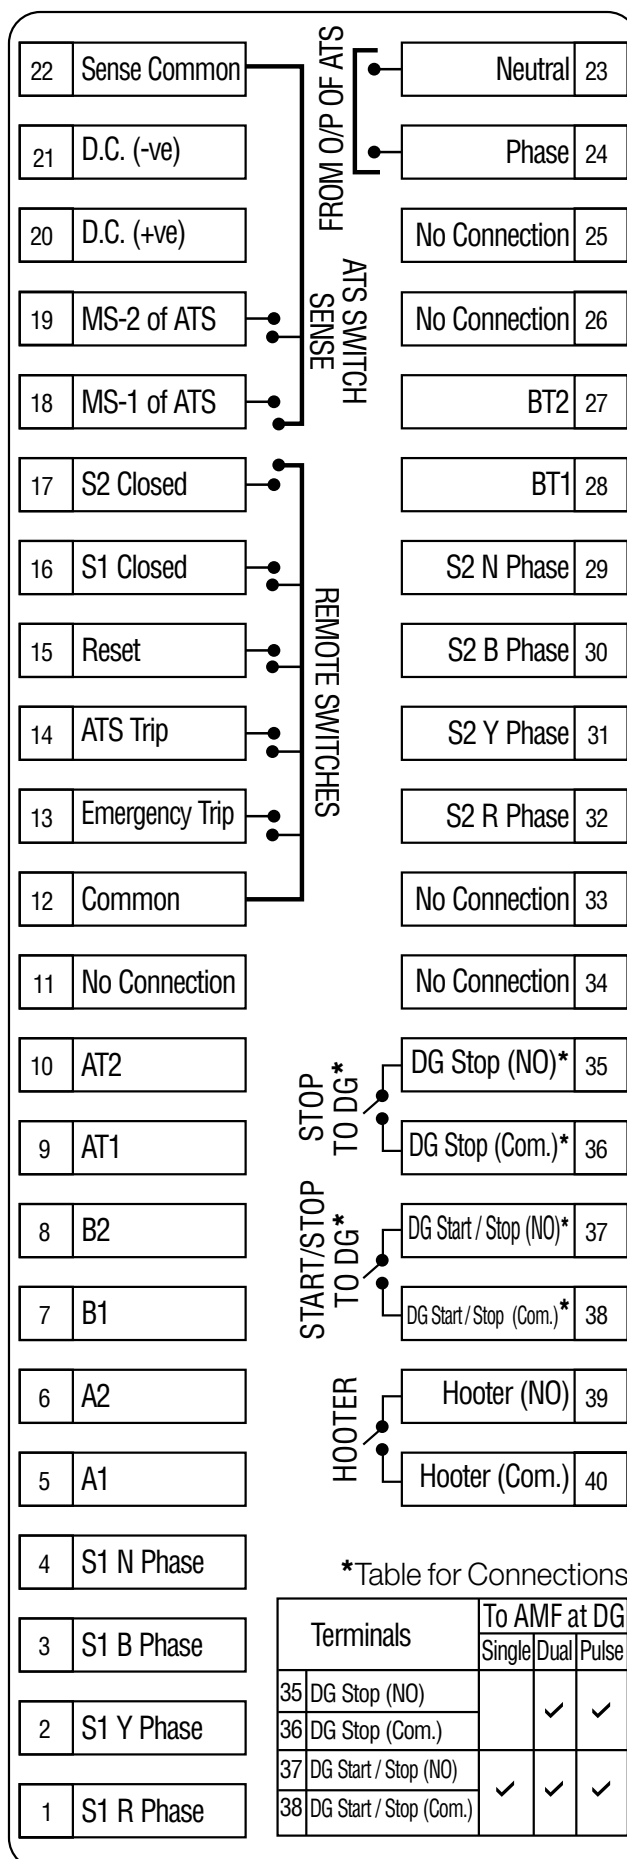 22 Sense Common
21 D.C. (-ve)
20 D.C. (+ve)
19 MS-2 of ATS
18 MS-1 of ATS
17 S2 Closed
16 S1 Closed
15 Reset
14 ATS Trip
13 Emergency Trip
12 Common
11 No Connection
10 AT2
9 AT1
8 B2
7 B1
6 A2
5 A1
4 S1 N Phase
3 S1 B Phase
2 S1 Y Phase
1 S1 R Phase
FROM O/P OF ATS
ATS SWITCH
SENSE
REMOTE SWITCHES
STOP
TO DG*
START/STOP
TO DG*
HOOTER
Neutral 23
Phase 24
No Connection 25
No Connection 26
BT2 27
BT1 28
S2 N Phase 29
S2 B Phase 30
S2 Y Phase 31
S2 R Phase 32
No Connection 33
No Connection 34
DG Stop (NO)* 35
DG Stop (Com.)* 36
DG Start / Stop (NO)* 37
DG Start / Stop (Com.)* 38
Hooter (NO) 39
Hooter (Com.) 40
*Table for Connections
Terminals To AMF at DG
Single Dual Pulse
35 DG Stop (NO) ✓ ✓
36 DG Stop (Com.)
37 DG Start / Stop (NO) ✓ ✓ ✓
38 DG Start / Stop (Com.)